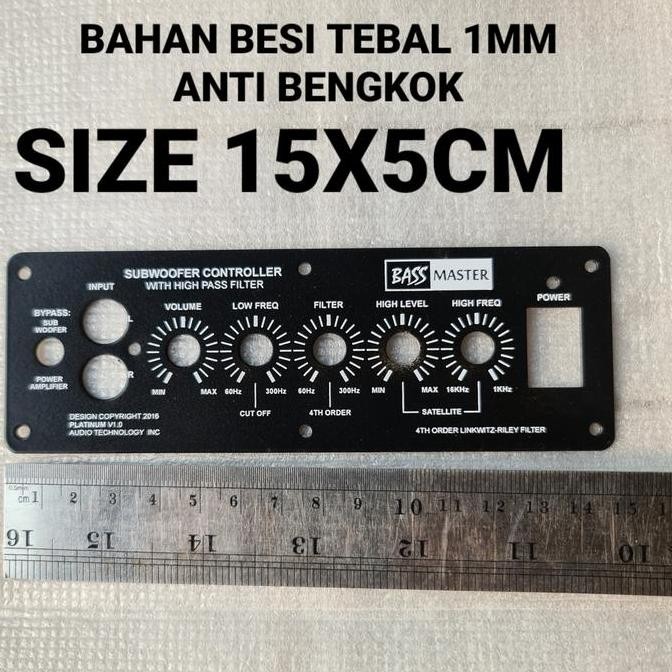 BAHAN BESI TEBAL 1MM
ANTI BENGKOK
SIZE 15X5CM
SUBWOOFER CONTROLLER
WITH HIGH PASS FILTER
BASS MASTER
INPUT
L
R
BYPASS:
SUB
WOOFER
POWER
AMPLIFIER
VOLUME
MIN MAX
LOW FREQ
60Hz 300Hz
CUT OFF
FILTER
60Hz 300Hz
4TH ORDER
HIGH LEVEL
MIN MAX
HIGH FREQ
16KHz 1KHz
SATELLITE
POWER
DESIGN COPYRIGHT 2016
PLATINUM V1.0
AUDIO TECHNOLOGY INC
4TH ORDER LINKWITZ-RILEY FILTER
0.5mm
cm 1 2 3 4 5 6 7 8 9 10 11 12 13 14 15
16 15 14 13 12 11 10